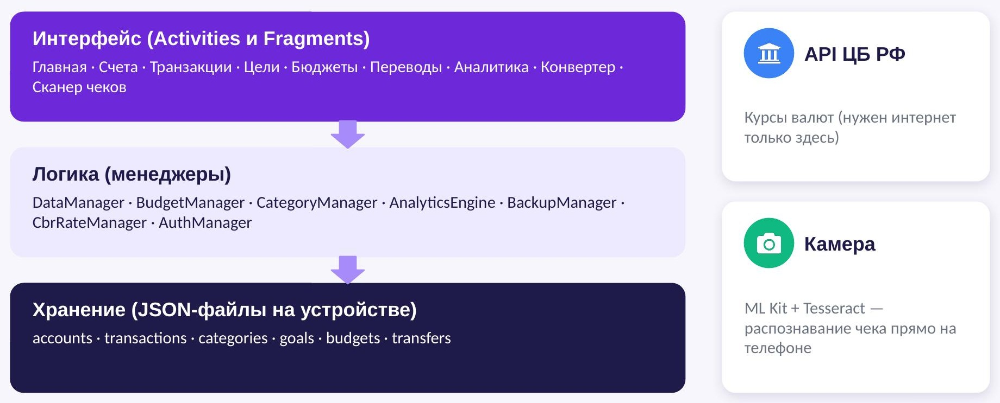 Интерфейс (Activities и Fragments)
Главная · Счета · Транзакции · Цели · Бюджеты · Переводы · Аналитика · Конвертер ·
Сканер чеков
Логика (менеджеры)
DataManager · BudgetManager · CategoryManager · AnalyticsEngine · BackupManager ·
CbrRateManager · AuthManager
Хранение (JSON-файлы на устройстве)
accounts · transactions · categories · goals · budgets · transfers
API ЦБ РФ
Курсы валют (нужен интернет
только здесь)
Камера
ML Kit + Tesseract —
распознавание чека прямо на
телефоне